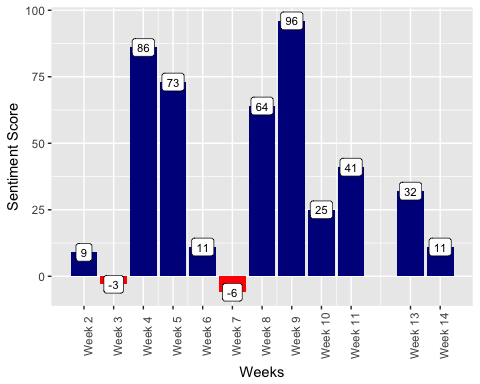 Sentiment Score
100
75
50
25
0
9
-3
86
73
11
-6
64
96
25
41
32
11
Week 2
Week 3
Week 4
Week 5
Week 6
Week 7
Week 8
Week 9
Week 10
Week 11
Week 13
Week 14
Weeks